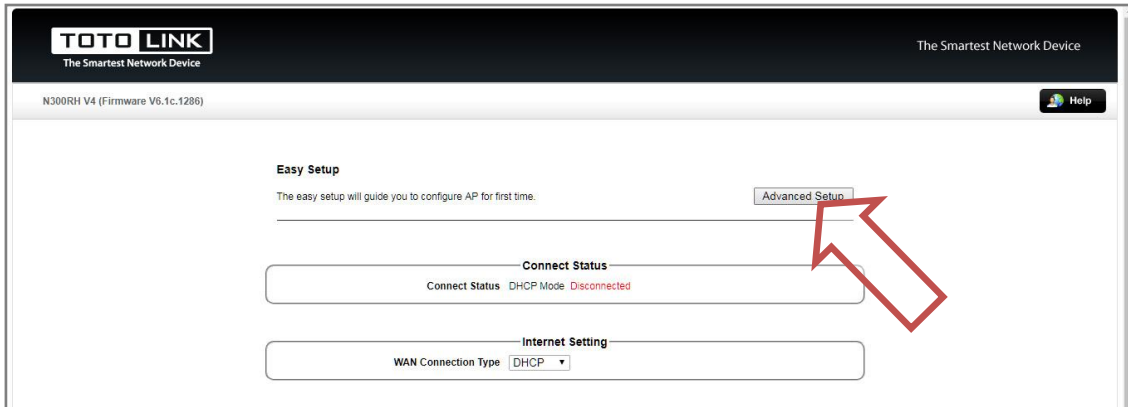 TOTO LINK
The Smartest Network Device
The Smartest Network Device
N300RH V4 (Firmware V6.1c.1286)
Help
Easy Setup
The easy setup will guide you to configure AP for first time.
Advanced Setup
Connect Status
Connect Status DHCP Mode Disconnected
Internet Setting
WAN Connection Type DHCP